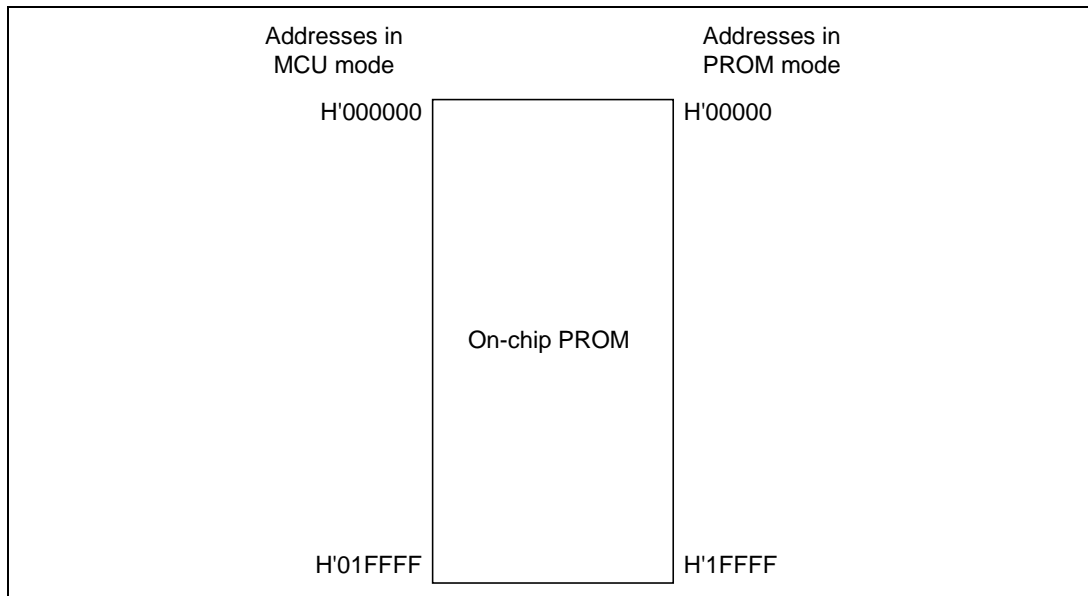 Addresses in
MCU mode
Addresses in
PROM mode
H'000000
H'00000
On-chip PROM
H'01FFFF
H'1FFFF